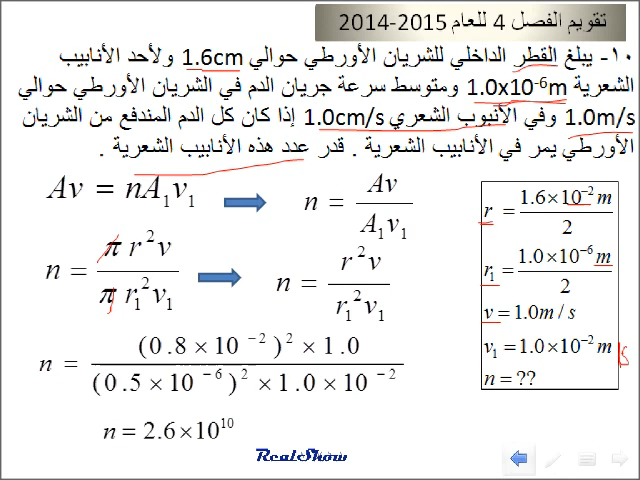 تقويم الفصل 4 للعام 2014-2015
١٠- يبلغ القطر الداخلي للشريان الأورطي حوالي 1.6cm ولأحد الأنابيب
الشعرية 1.0x10⁻⁶m ومتوسط سرعة جريان الدم في الشريان الأورطي حوالي
1.0m/s وفي الأنبوب الشعري 1.0cm/s إذا كان كل الدم المندفع من الشريان
الأورطي يمر في الأنابيب الشعرية . قدر عدد هذه الأنابيب الشعرية .
Av = nA₁v₁
n = Av / A₁v₁
n = π r²v / π r₁²v₁
n = r²v / r₁²v₁
n = (0.8 × 10⁻²)² × 1.0 / (0.5 × 10⁻⁶)² × 1.0 × 10⁻²
n = 2.6 × 10¹⁰
r = 1.6 × 10⁻² m / 2
r₁ = 1.0 × 10⁻⁶ m / 2
v = 1.0m / s
v₁ = 1.0 × 10⁻² m /s
n = ??
RealShow